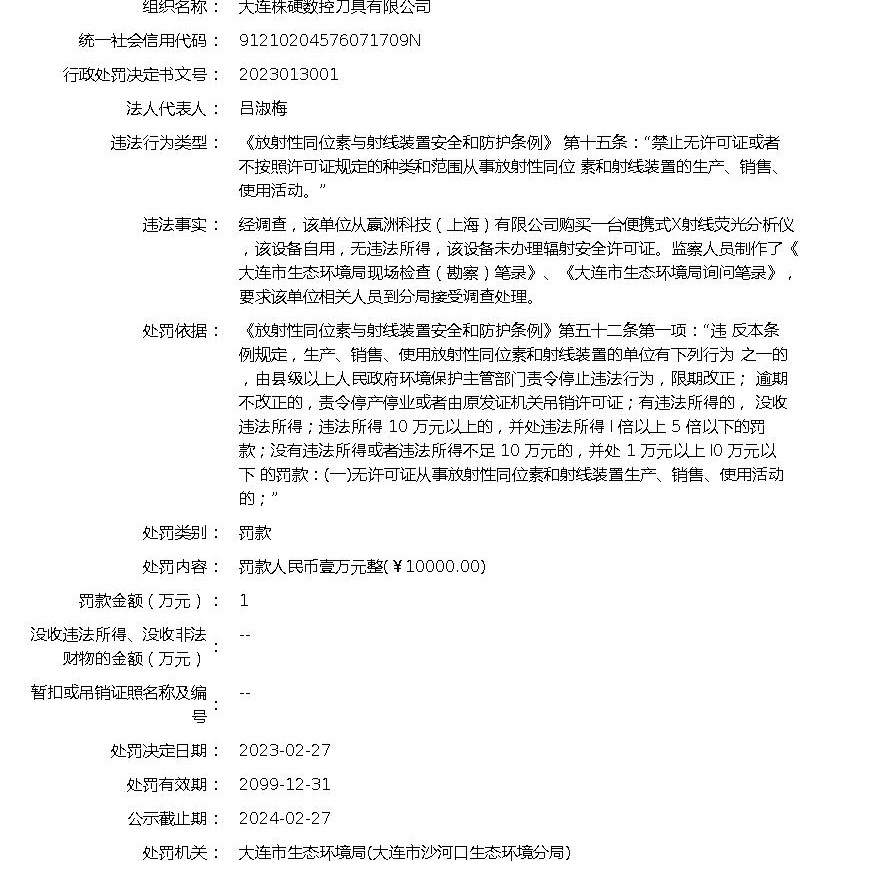 组织名称： 大连株硬数控刀具有限公司
统一社会信用代码： 91210204576071709N
行政处罚决定书文号： 2023013001
法人代表人： 吕淑梅
违法行为类型： 《放射性同位素与射线装置安全和防护条例》 第十五条：“禁止无许可证或者
不按照许可证规定的种类和范围从事放射性同位 素和射线装置的生产、销售、
使用活动。”
违法事实： 经调查，该单位从赢洲科技（上海）有限公司购买一台便携式X射线荧光分析仪
，该设备自用，无违法所得，该设备未办理辐射安全许可证。监察人员制作了《
大连市生态环境局现场检查（勘察）笔录》、《大连市生态环境局询问笔录》，
要求该单位相关人员到分局接受调查处理。
处罚依据： 《放射性同位素与射线装置安全和防护条例》第五十二条第一项：“违 反本条
例规定，生产、销售、使用放射性同位素和射线装置的单位有下列行为 之一的
，由县级以上人民政府环境保护主管部门责令停止违法行为，限期改正； 逾期
不改正的，责令停产停业或者由原发证机关吊销许可证；有违法所得的， 没收
违法所得；违法所得 10 万元以上的，并处违法所得 l 倍以上 5 倍以下的罚
款；没有违法所得或者违法所得不足 10 万元的，并处 1 万元以上 l0 万元以
下 的罚款：(一)无许可证从事放射性同位素和射线装置生产、销售、使用活动
的；”
处罚类别： 罚款
处罚内容： 罚款人民币壹万元整(￥10000.00)
罚款金额（万元）： 1
没收违法所得、没收非法
财物的金额（万元）： --
暂扣或吊销证照名称及编
号： --
处罚决定日期： 2023-02-27
处罚有效期： 2099-12-31
公示截止期： 2024-02-27
处罚机关： 大连市生态环境局(大连市沙河口生态环境分局)